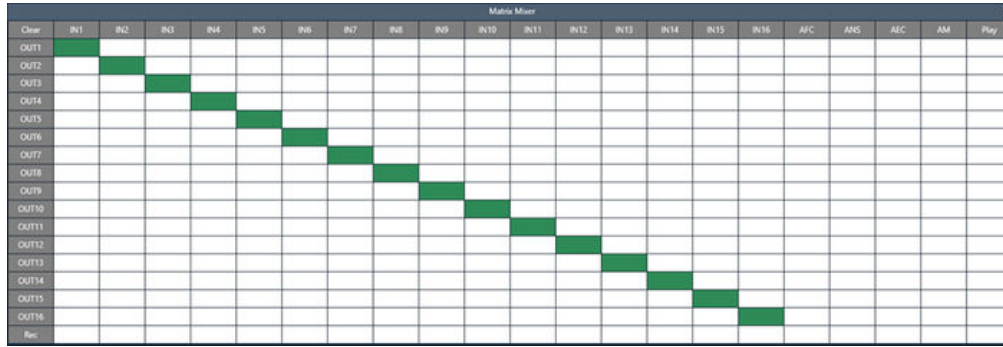 Matrix Mixer
Clear IN1 IN2 IN3 IN4 IN5 IN6 IN7 IN8 IN9 IN10 IN11 IN12 IN13 IN14 IN15 IN16 AFC ANS AEC AM Play
OUT1
OUT2
OUT3
OUT4
OUT5
OUT6
OUT7
OUT8
OUT9
OUT10
OUT11
OUT12
OUT13
OUT14
OUT15
OUT16
Rec